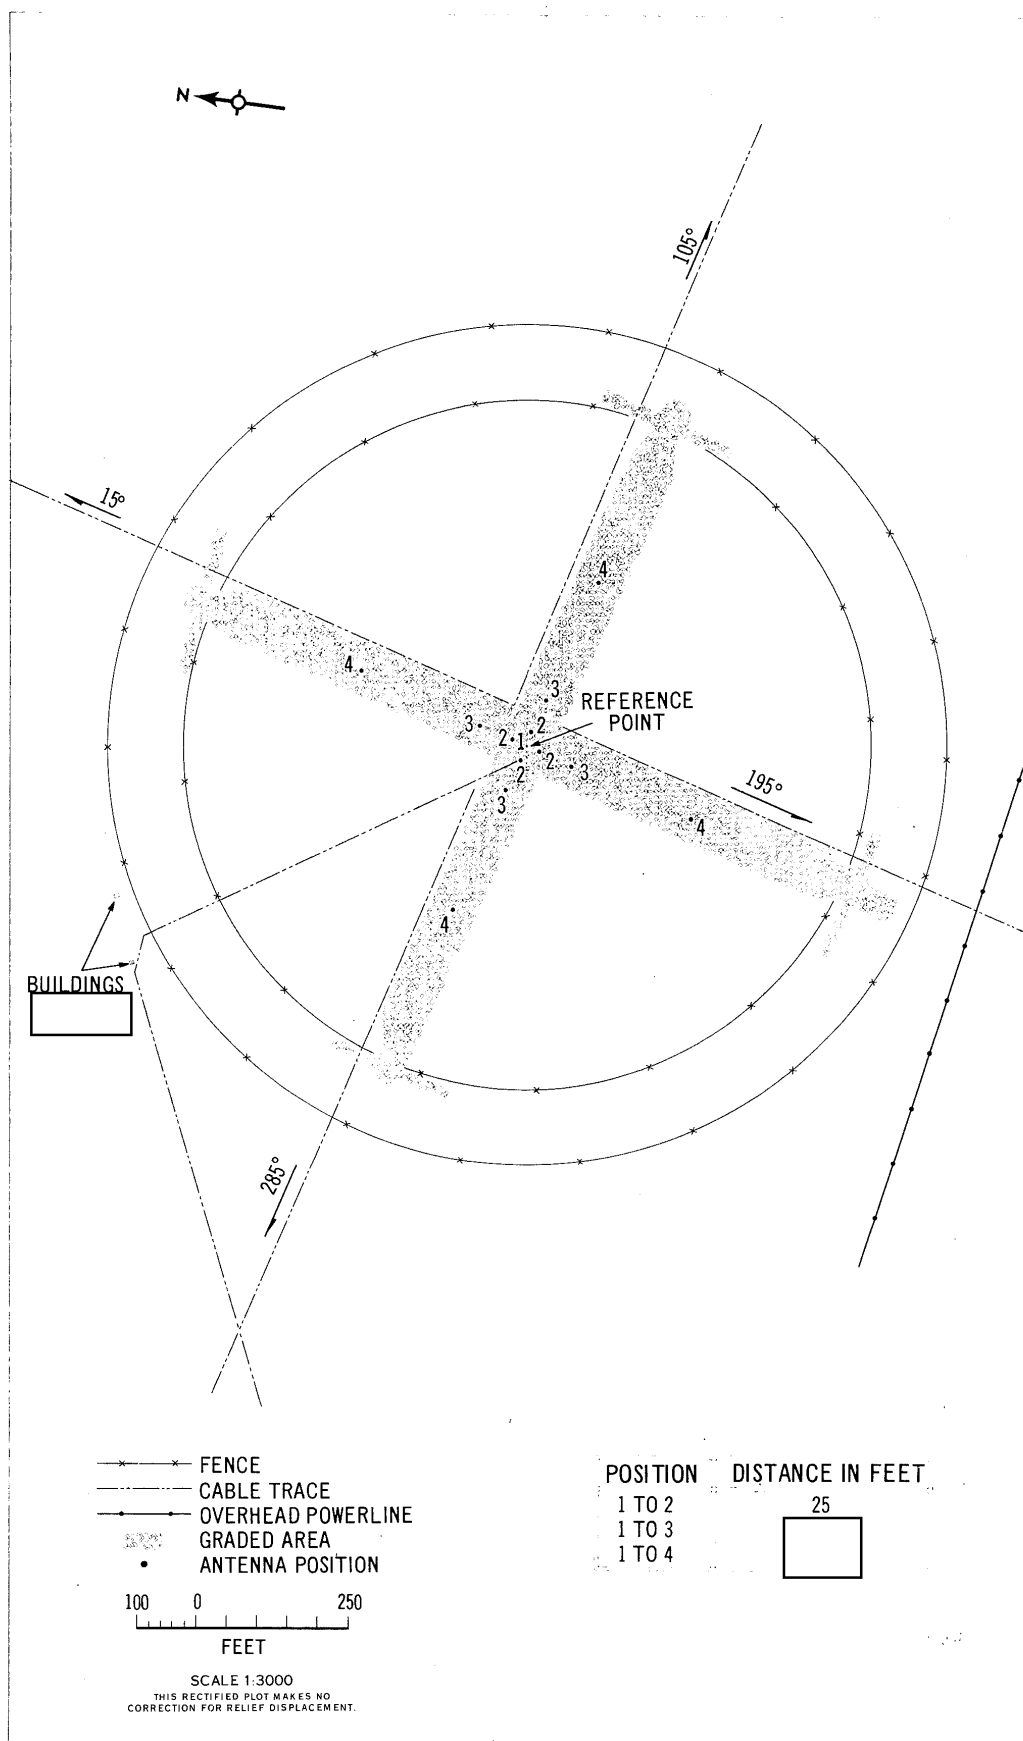 N
105°
15°
4
4
3
REFERENCE
POINT
3
2
2
1
2
3
2
195°
3
4
4
BUILDINGS
285°
FENCE
CABLE TRACE
OVERHEAD POWERLINE
GRADED AREA
ANTENNA POSITION
100 0 250
FEET
SCALE 1:3000
THIS RECTIFIED PLOT MAKES NO
CORRECTION FOR RELIEF DISPLACEMENT.
POSITION DISTANCE IN FEET
1 TO 2 25
1 TO 3
1 TO 4